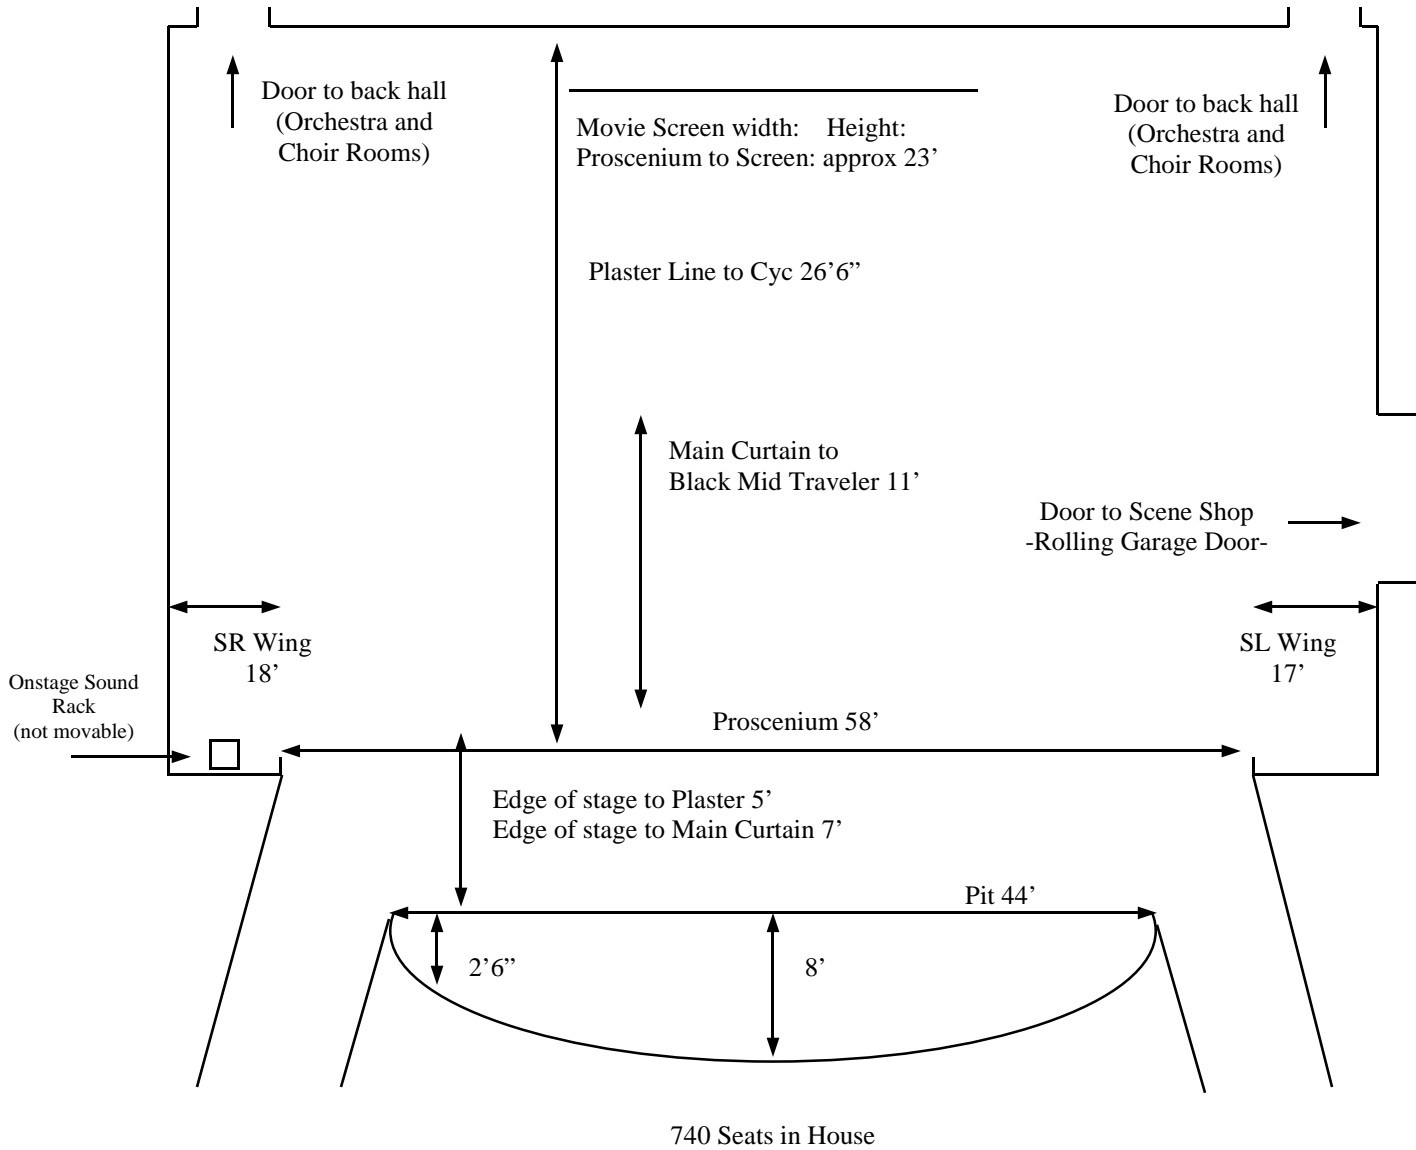 Door to back hall
(Orchestra and
Choir Rooms)
Movie Screen width: Height:
Proscenium to Screen: approx 23’
Door to back hall
(Orchestra and
Choir Rooms)
Plaster Line to Cyc 26’6”
Main Curtain to
Black Mid Traveler 11’
Door to Scene Shop
-Rolling Garage Door-
SR Wing
18’
SL Wing
17’
Onstage Sound
Rack
(not movable)
Proscenium 58’
Edge of stage to Plaster 5’
Edge of stage to Main Curtain 7’
Pit 44’
2’6”
8’
740 Seats in House